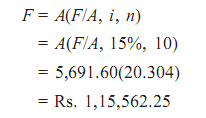 F = A(F/A, i, n)
= A(F/A, 15%, 10)
= 5,691.60(20.304)
= Rs. 1,15,562.25